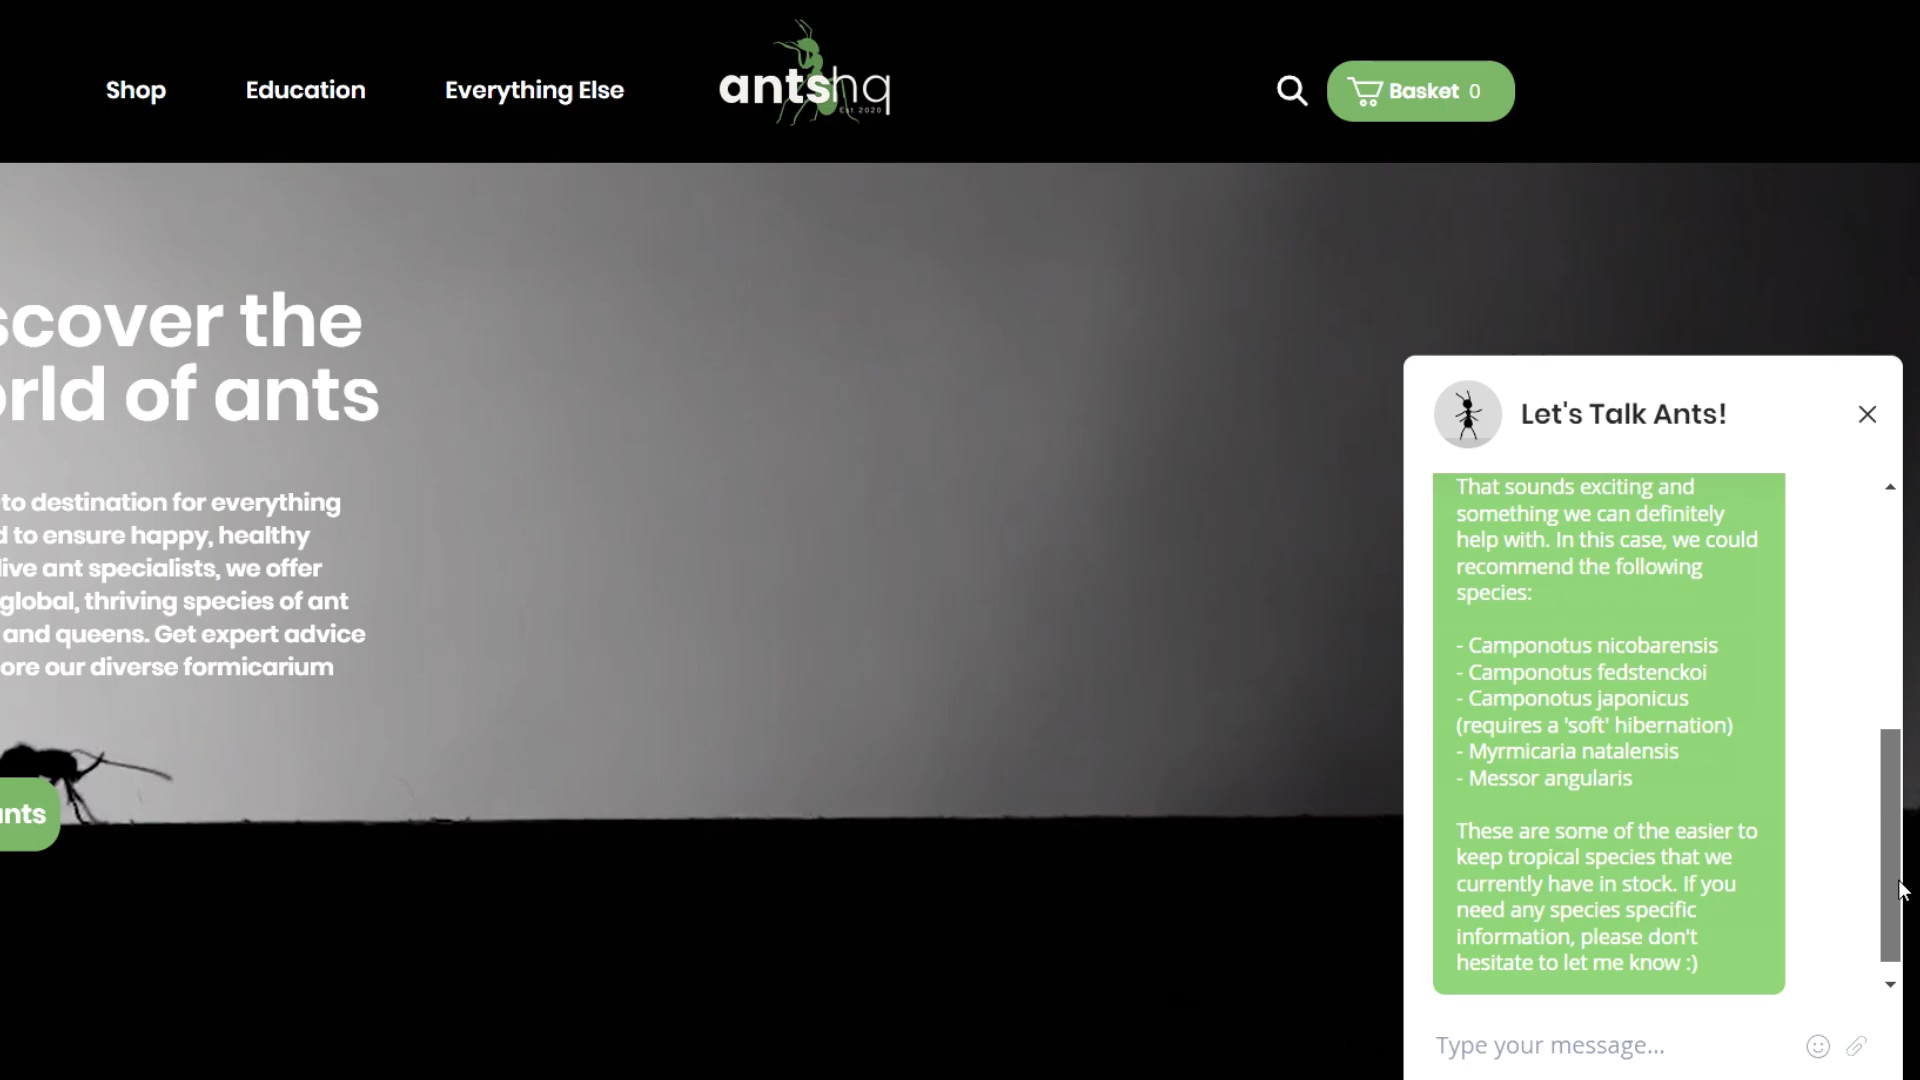 Shop
Education
Everything Else
antshq
Est 2020
Basket 0
scover the
orld of ants
to destination for everything
d to ensure happy, healthy
live ant specialists, we offer
global, thriving species of ant
and queens. Get expert advice
ore our diverse formicarium
ants
Let's Talk Ants!
That sounds exciting and
something we can definitely
help with. In this case, we could
recommend the following
species:
- Camponotus nicobarensis
- Camponotus fedstenckoi
- Camponotus japonicus
(requires a 'soft' hibernation)
- Myrmicaria natalensis
- Messor angularis
These are some of the easier to
keep tropical species that we
currently have in stock. If you
need any species specific
information, please don't
hesitate to let me know :)
Type your message...